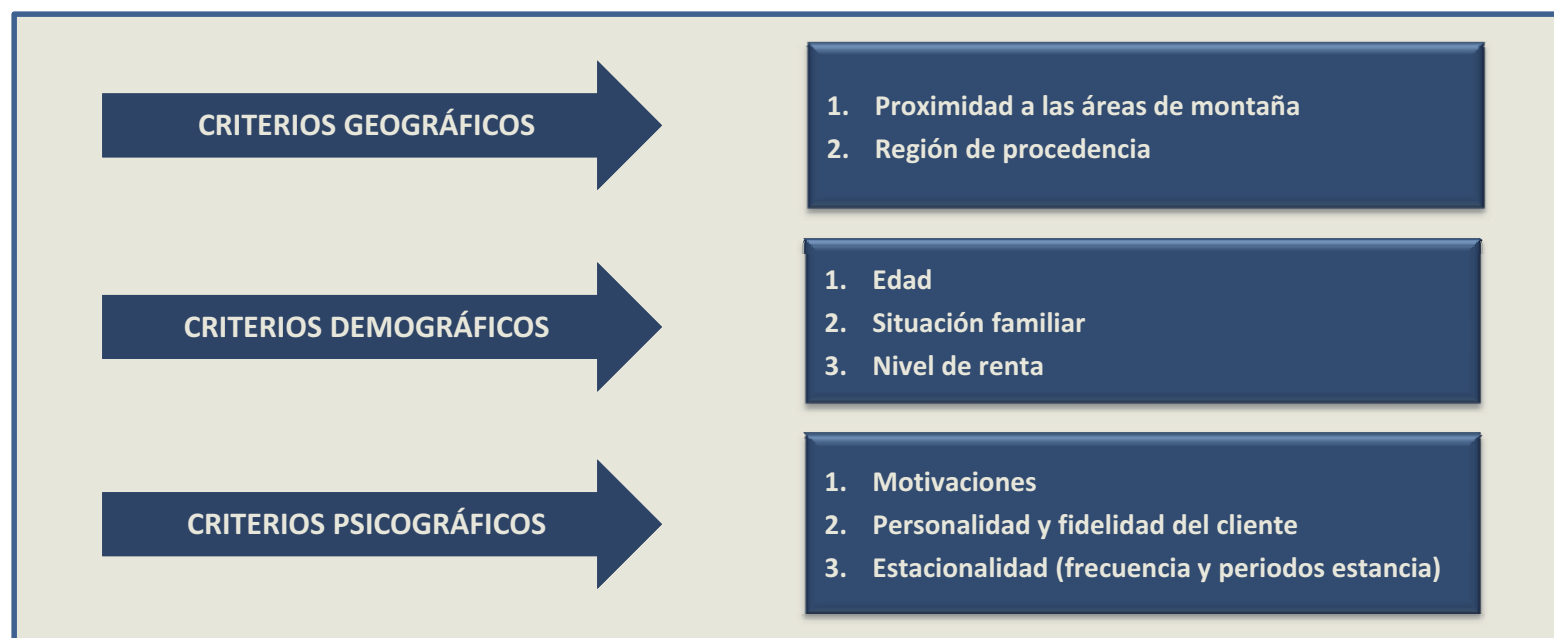 CRITERIOS GEOGRÁFICOS
1. Proximidad a las áreas de montaña
2. Región de procedencia
CRITERIOS DEMOGRÁFICOS
1. Edad
2. Situación familiar
3. Nivel de renta
CRITERIOS PSICOGRÁFICOS
1. Motivaciones
2. Personalidad y fidelidad del cliente
3. Estacionalidad (frecuencia y periodos estancia)